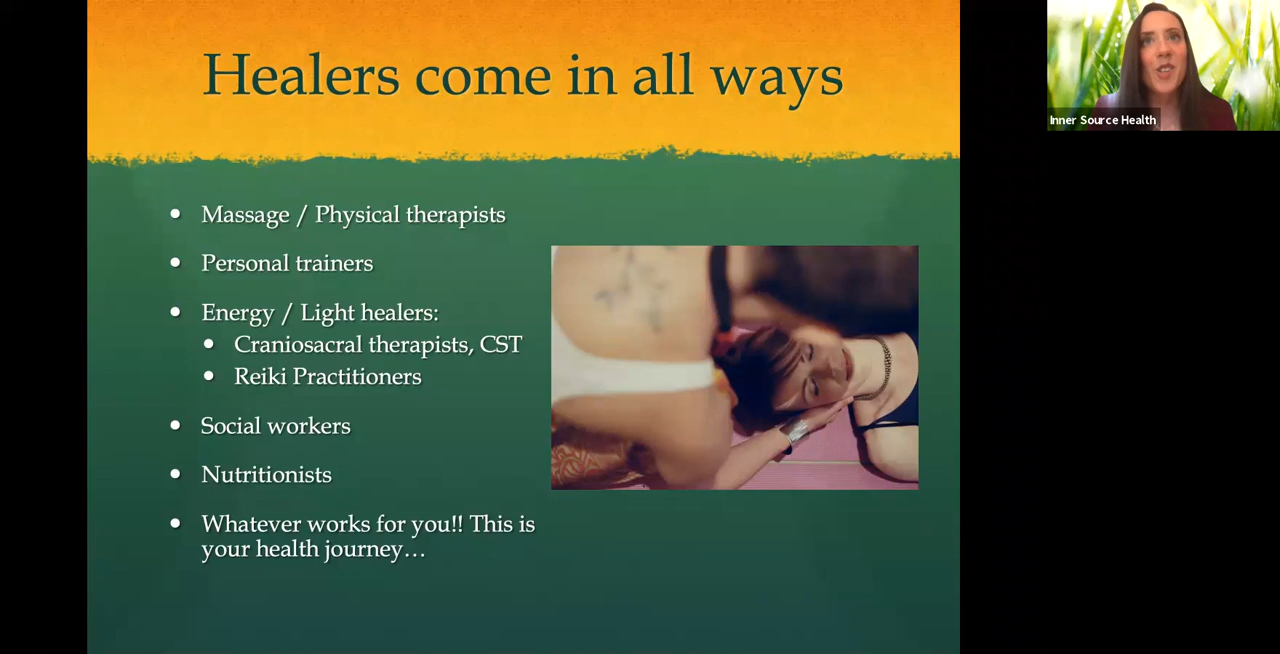 Healers come in all ways
Inner Source Health
• Massage / Physical therapists
• Personal trainers
• Energy / Light healers:
• Craniosacral therapists, CST
• Reiki Practitioners
• Social workers
• Nutritionists
• Whatever works for you!! This is
your health journey…